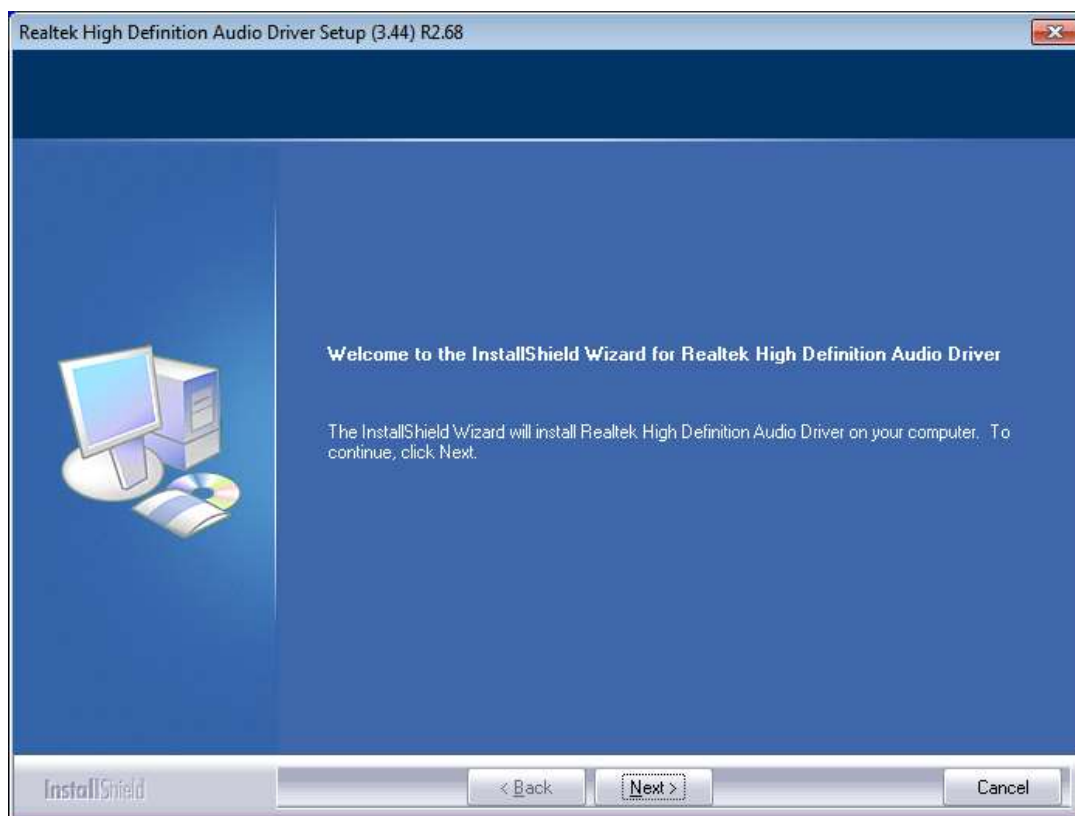 Realtek High Definition Audio Driver Setup (3.44) R2.68
Welcome to the InstallShield Wizard for Realtek High Definition Audio Driver
The InstallShield Wizard will install Realtek High Definition Audio Driver on your computer.  To
continue, click Next.
InstallShield
< Back
Next >
Cancel